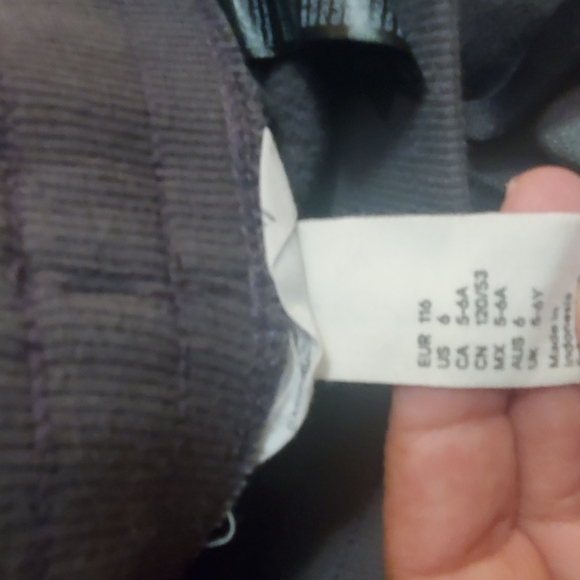 EUR 116
US 6
CA 5-6A
CN 120/53
MX 5-6A
AUS 6
UK 5-6Y
Made in
Indonesia